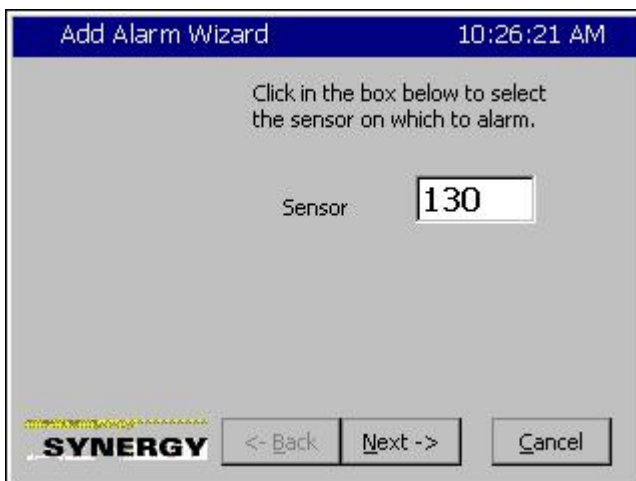 Add Alarm Wizard 10:26:21 AM
Click in the box below to select
the sensor on which to alarm.
Sensor 130
SYNERGY <- Back Next -> Cancel